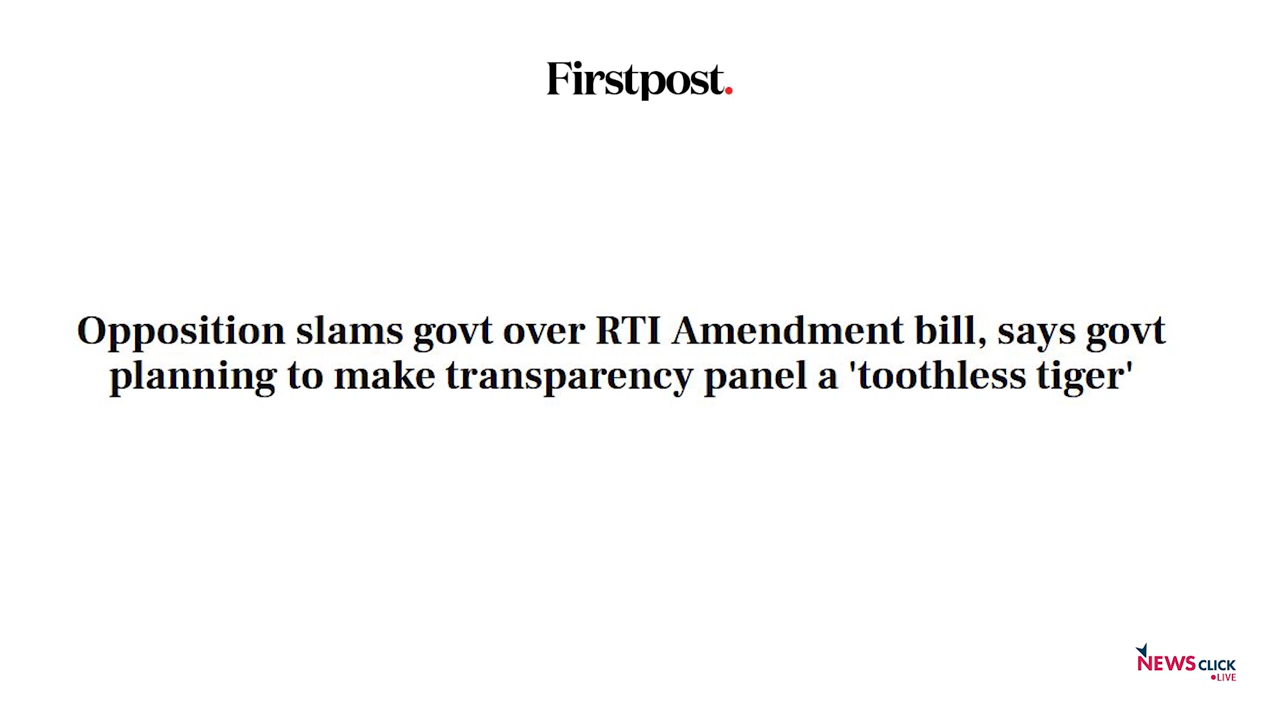 Firstpost.
Opposition slams govt over RTI Amendment bill, says govt
planning to make transparency panel a 'toothless tiger'
NEWS CLICK
LIVE